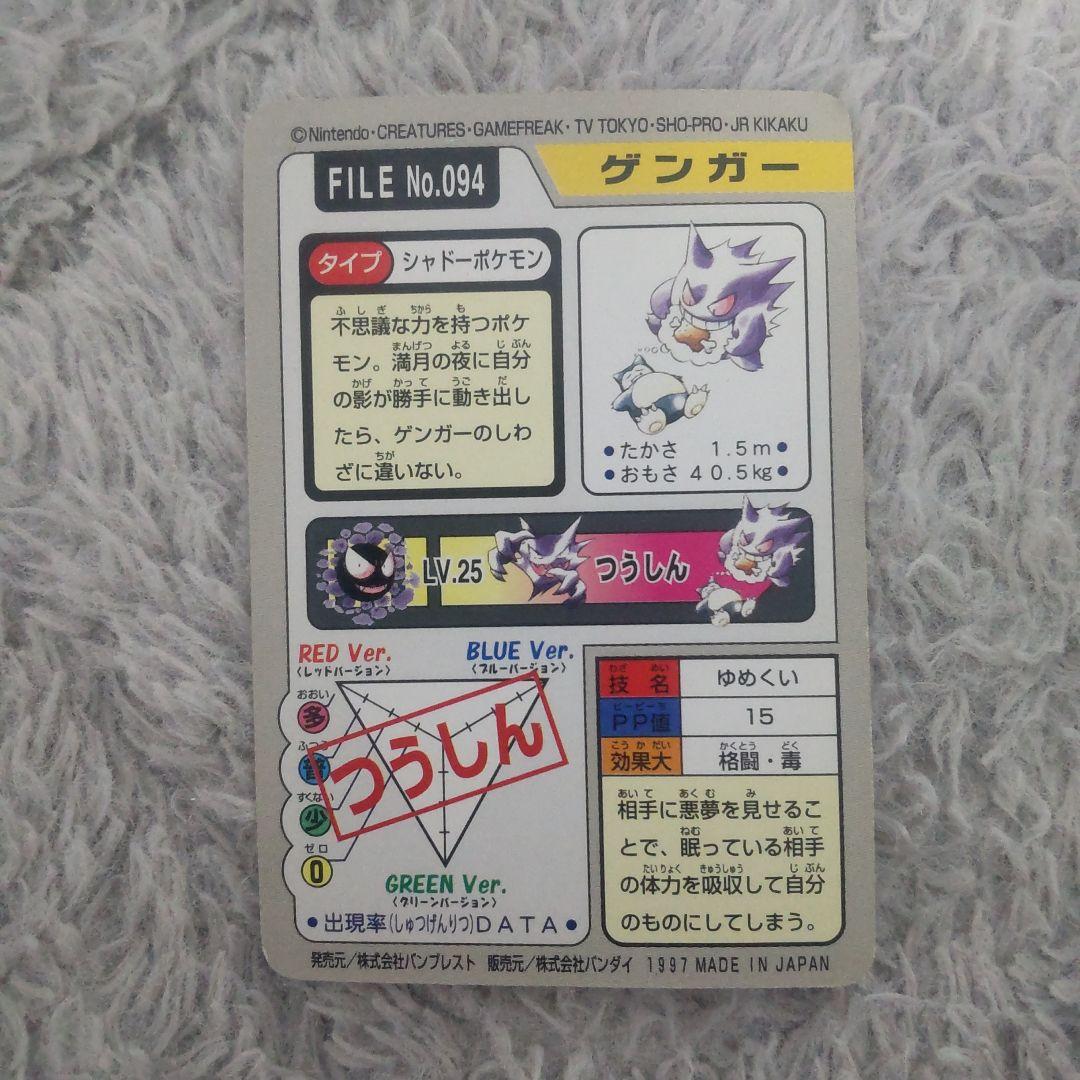 ©Nintendo・CREATURES・GAMEFREAK・TV TOKYO・SHO-PRO・JR KIKAKU
FILE No.094
ゲンガー
タイプ シャドーポケモン
ふしぎ ちから も
不思議な力を持つポケ
まんげつ よる じぶん
モン。満月の夜に自分
かげ かって うご だ
の影が勝手に動き出し
たら、ゲンガーのしわ
ちが
ざに違いない。
●たかさ 1.5m●
●おもさ 40.5kg●
LV.25
つうしん
RED Ver.
〈レッドバージョン〉
BLUE Ver.
〈ブルーバージョン〉
おおい
多
ふつう
普
すくない
少
ゼロ
0
つうしん
GREEN Ver.
〈グリーンバージョン〉
●出現率(しゅつげんりつ)DATA●
わざ めい
技名 ゆめくい
ピーピーち
PP値 15
こうかだい かくとう どく
効果大 格闘・毒
あいて あくむ み
相手に悪夢を見せるこ
ねむ あいて
とで、眠っている相手
たいりょく きゅうしゅう じぶん
の体力を吸収して自分
のものにしてしまう。
発売元/株式会社バンプレスト 販売元/株式会社バンダイ 1997 MADE IN JAPAN